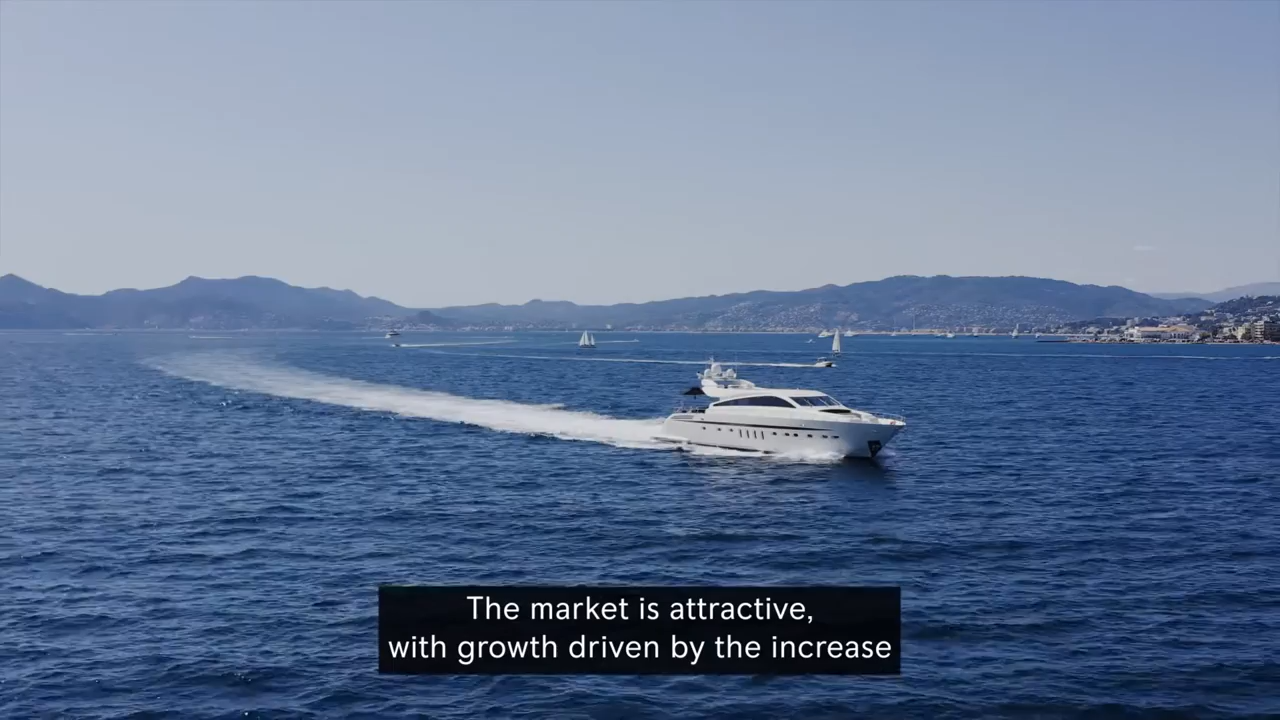 The market is attractive,
with growth driven by the increase